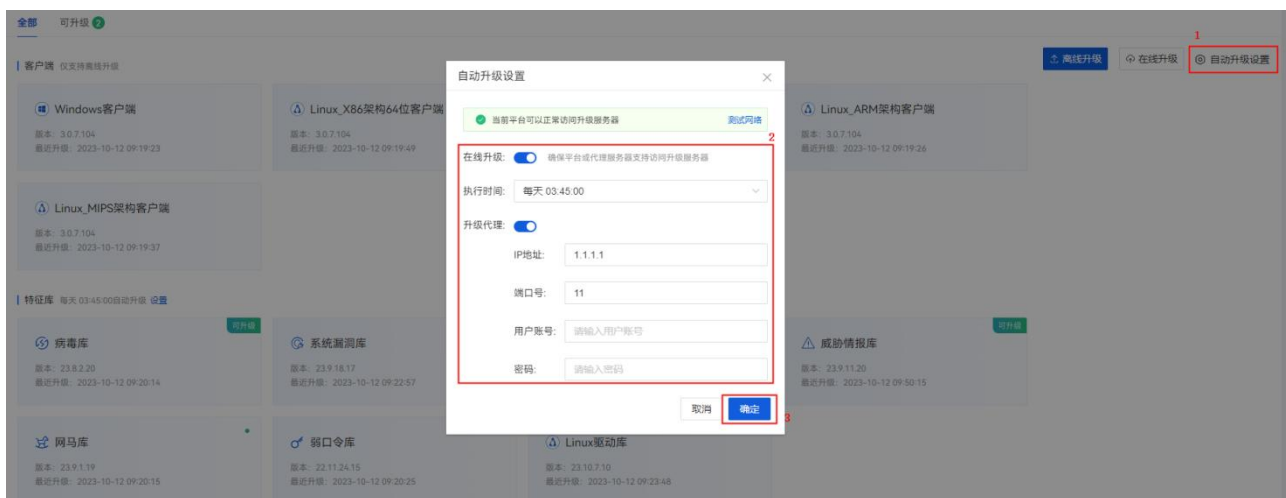 全部 可升级 2
1
客户端 仅支持离线升级
离线升级 在线升级 自动升级设置
Windows客户端
版本: 3.0.7.104
最近升级: 2023-10-12 09:19:23
Linux_X86架构64位客户端
版本: 3.0.7.104
最近升级: 2023-10-12 09:19:49
Linux_ARM架构客户端
版本: 3.0.7.104
最近升级: 2023-10-12 09:19:26
Linux_MIPS架构客户端
版本: 3.0.7.104
最近升级: 2023-10-12 09:19:37
特征库 每天 03:45:00自动升级 设置
病毒库
可升级
版本: 23.8.2.20
最近升级: 2023-10-12 09:20:14
系统漏洞库
版本: 23.9.18.17
最近升级: 2023-10-12 09:22:57
威胁情报库
可升级
版本: 23.9.11.20
最近升级: 2023-10-12 09:50:15
网马库
版本: 23.9.1.19
最近升级: 2023-10-12 09:20:15
弱口令库
版本: 22.11.24.15
最近升级: 2023-10-12 09:20:25
Linux驱动库
版本: 23.10.7.10
最近升级: 2023-10-12 09:23:48
自动升级设置
当前平台可以正常访问升级服务器 测试网络
2
在线升级: 确保平台或代理服务器支持访问升级服务器
执行时间: 每天 03:45:00
升级代理:
IP地址: 1.1.1.1
端口号: 11
用户账号: 请输入用户账号
密码: 请输入密码
取消 确定
3